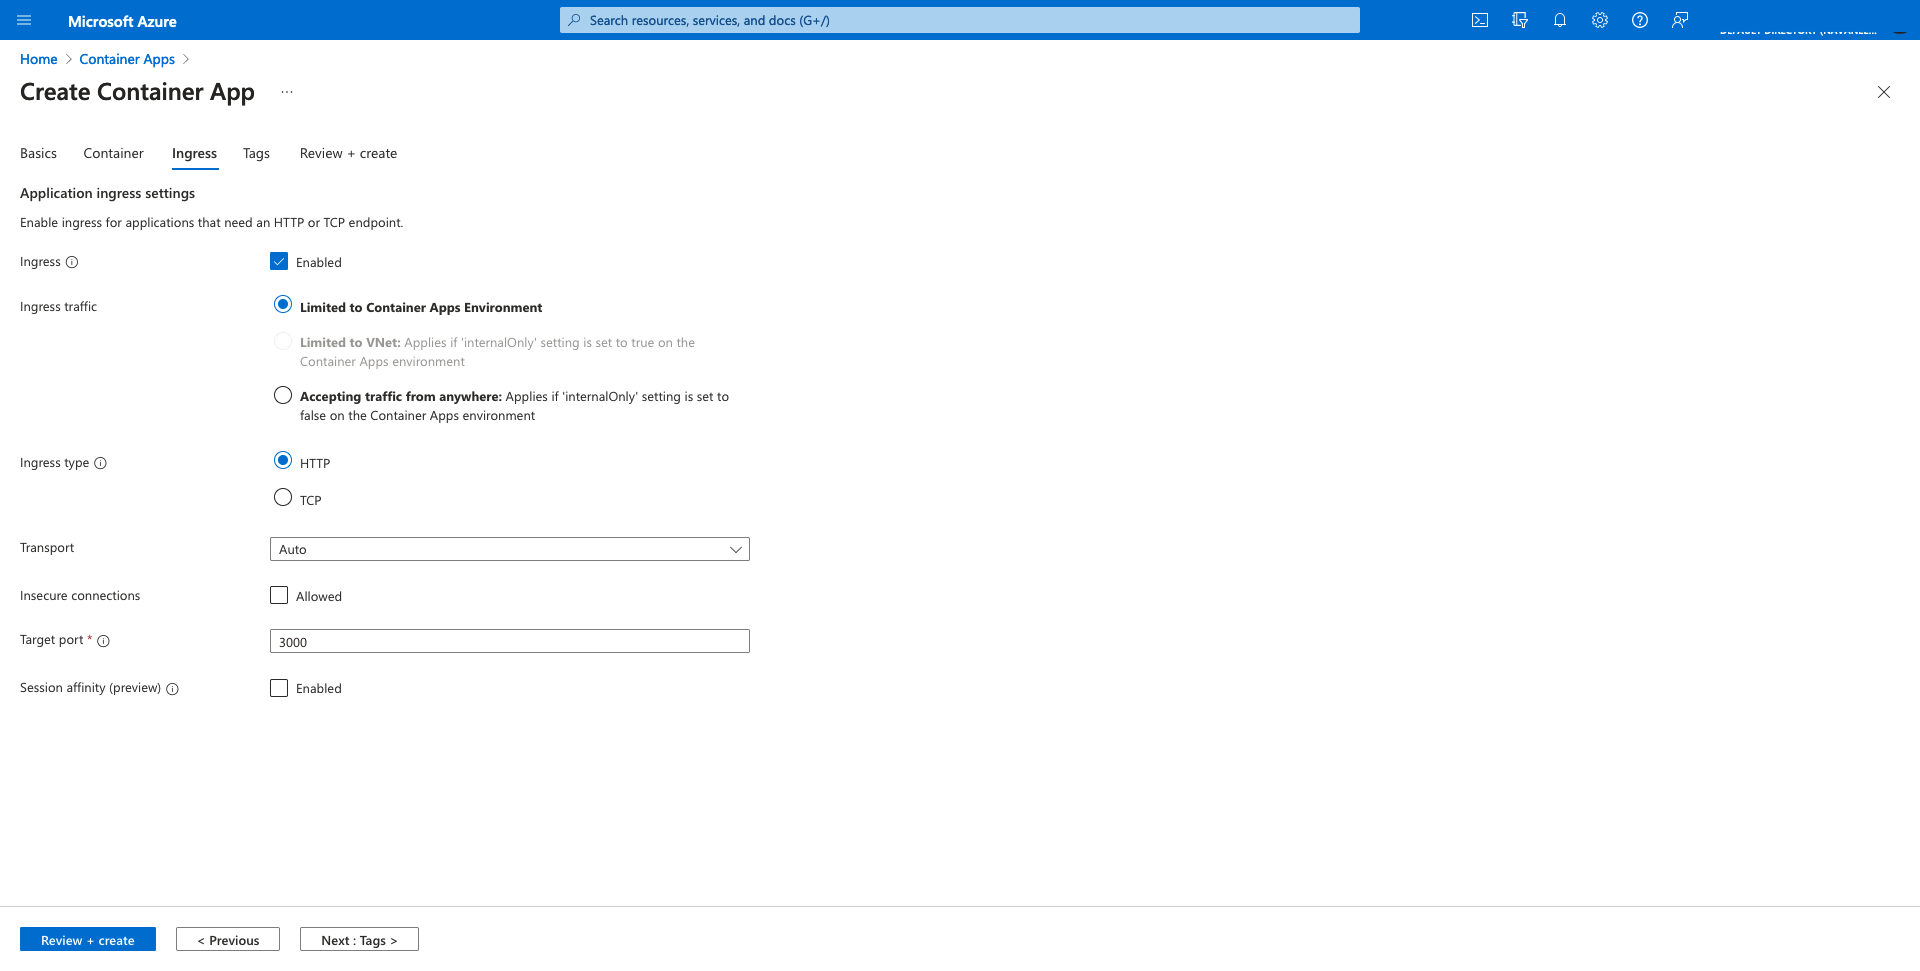 Microsoft Azure
Search resources, services, and docs (G+/)
Home > Container Apps >
Create Container App ...
Basics Container Ingress Tags Review + create
Application ingress settings
Enable ingress for applications that need an HTTP or TCP endpoint.
Ingress
Enabled
Ingress traffic
Limited to Container Apps Environment
Limited to VNet: Applies if 'internalOnly' setting is set to true on the
Container Apps environment
Accepting traffic from anywhere: Applies if 'internalOnly' setting is set to
false on the Container Apps environment
Ingress type
HTTP
TCP
Transport
Auto
Insecure connections
Allowed
Target port *
3000
Session affinity (preview)
Enabled
Review + create
< Previous
Next : Tags >